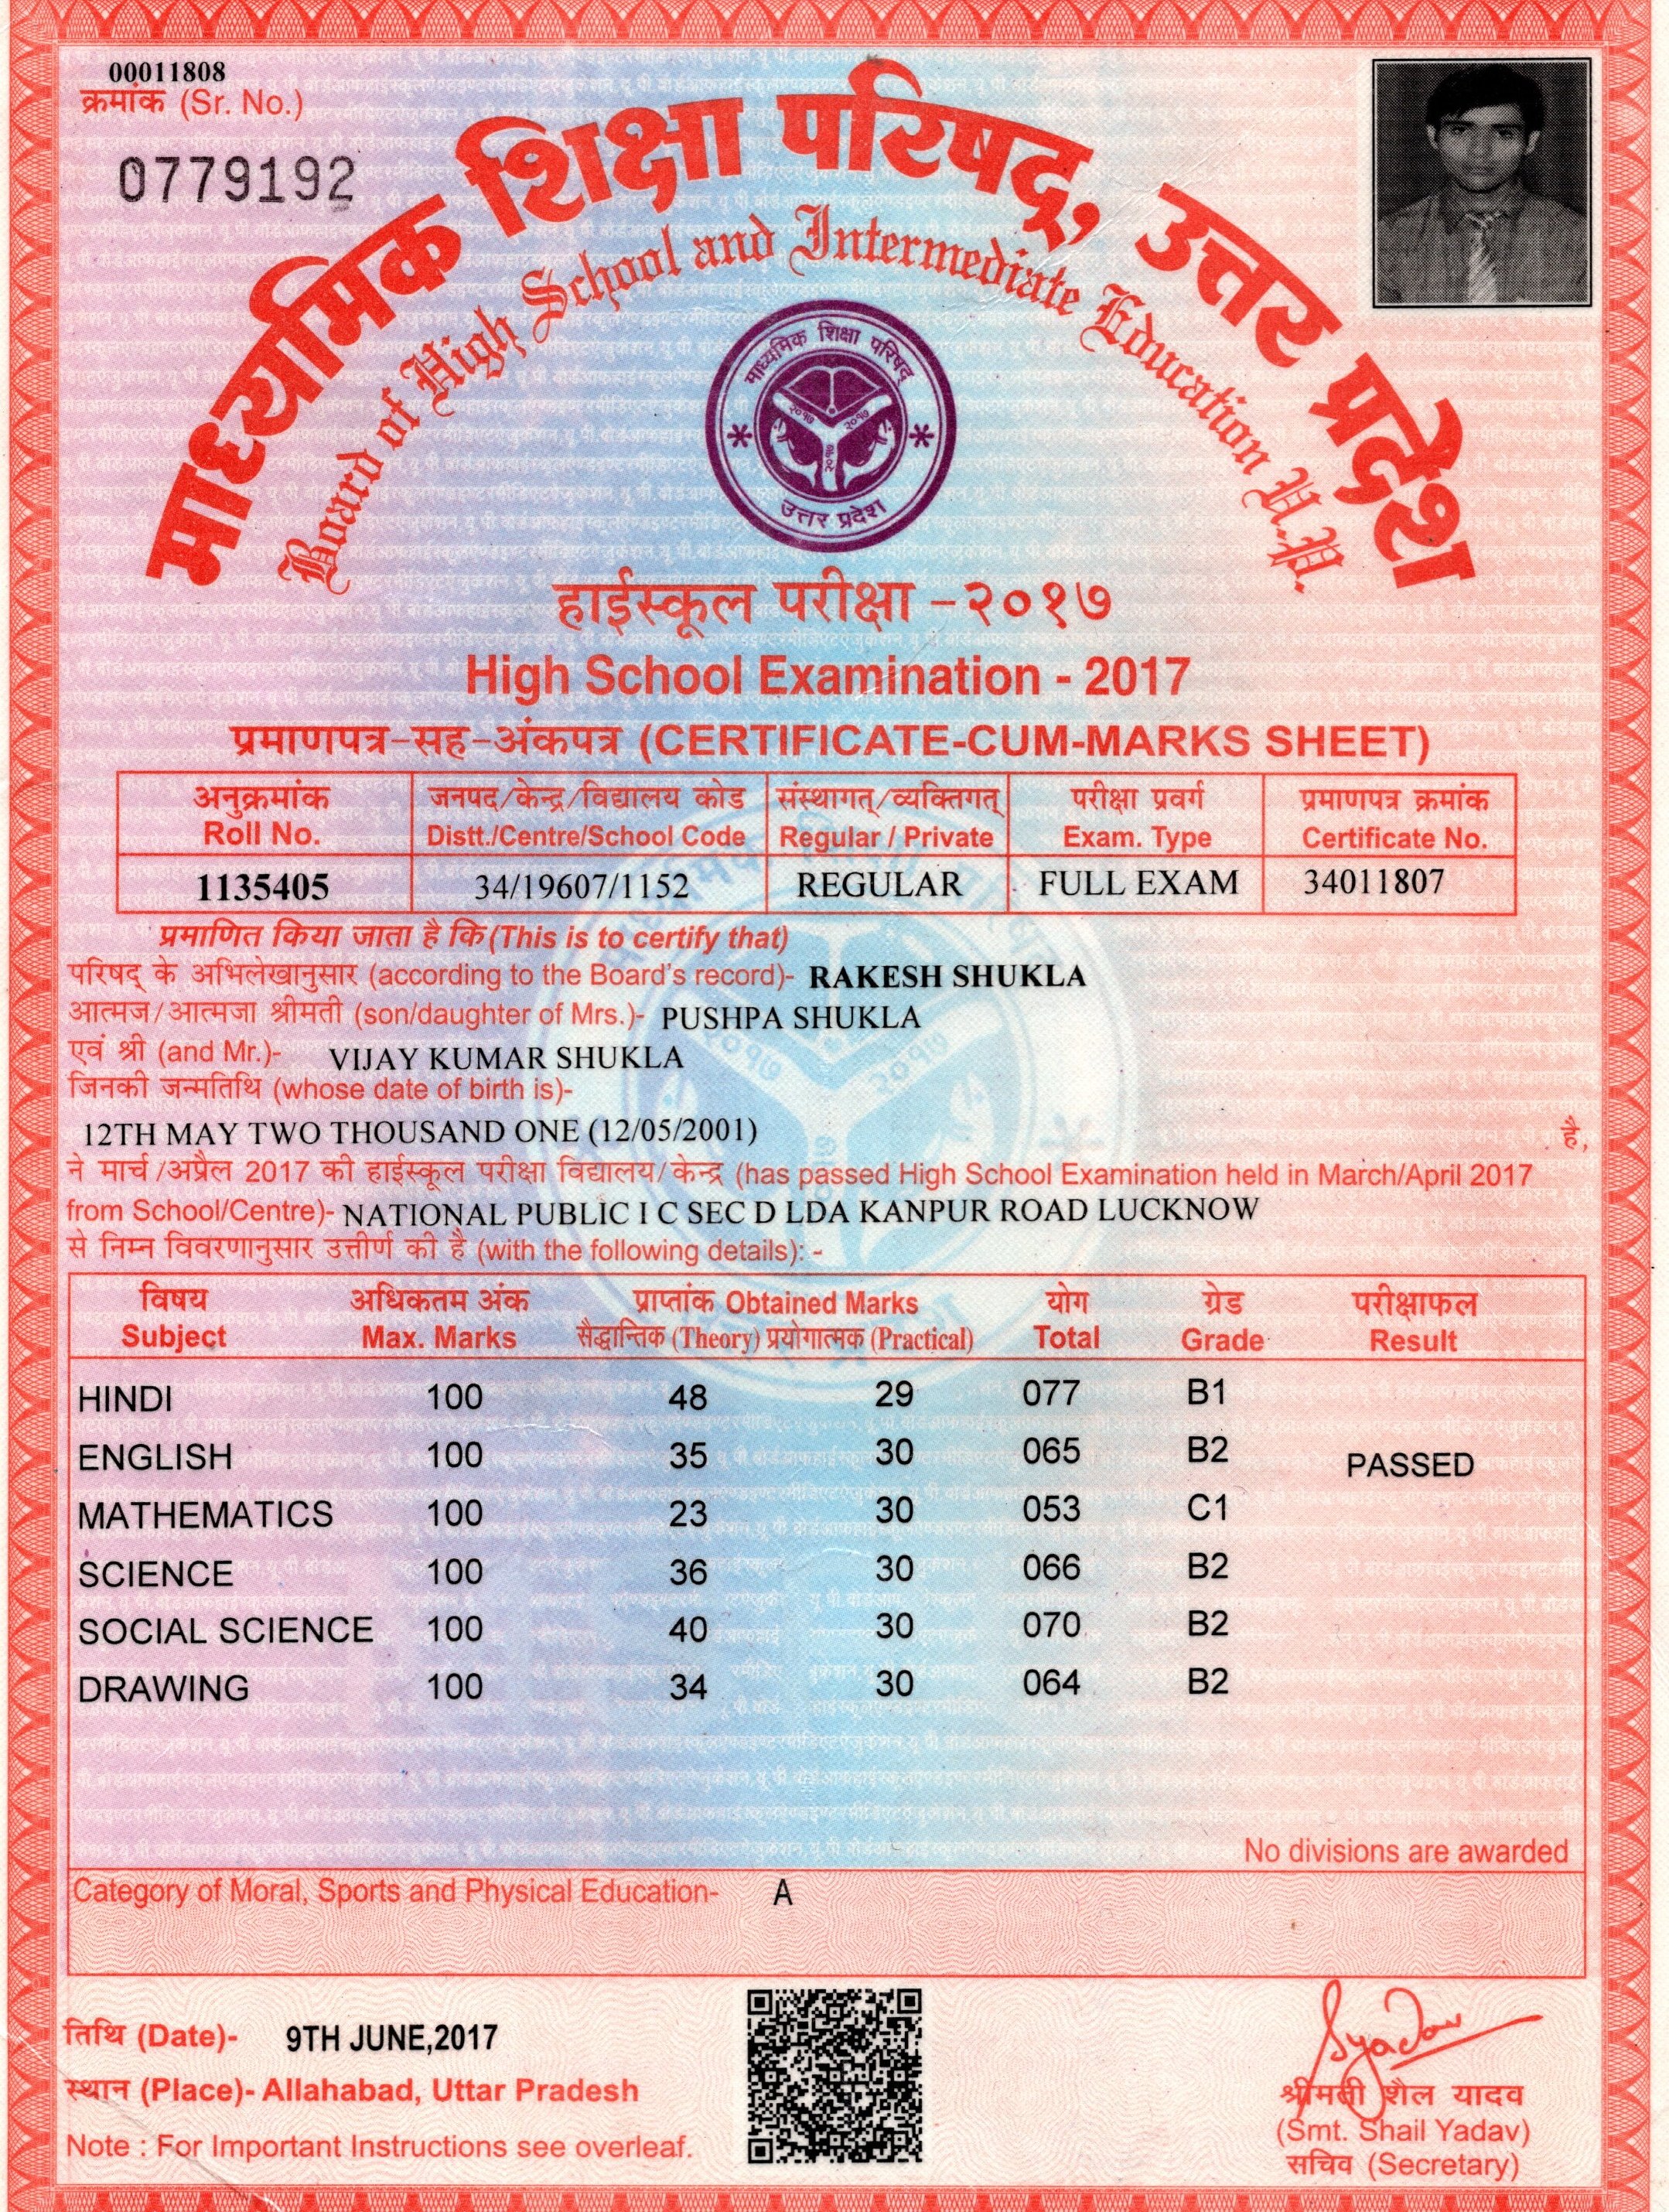 00011808
क्रमांक (Sr. No.)
0779192
माध्यमिक शिक्षा परिषद्, उत्तर प्रदेश
Board of High School and Intermediate Education U.P.
माध्यमिक शिक्षा परिषद्
२०१७ २०१७
२०१७
उत्तर प्रदेश
हाईस्कूल परीक्षा -२०१७
High School Examination - 2017
प्रमाणपत्र-सह-अंकपत्र (CERTIFICATE-CUM-MARKS SHEET)
अनुक्रमांक जनपद/केन्द्र/विद्यालय कोड संस्थागत्/व्यक्तिगत् परीक्षा प्रवर्ग प्रमाणपत्र क्रमांक
Roll No. Distt./Centre/School Code Regular / Private Exam. Type Certificate No.
1135405 34/19607/1152 REGULAR FULL EXAM 34011807
प्रमाणित किया जाता है कि (This is to certify that)
परिषद् के अभिलेखानुसार (according to the Board's record)- RAKESH SHUKLA
आत्मज/आत्मजा श्रीमती (son/daughter of Mrs.)- PUSHPA SHUKLA
एवं श्री (and Mr.)- VIJAY KUMAR SHUKLA
जिनकी जन्मतिथि (whose date of birth is)-
12TH MAY TWO THOUSAND ONE (12/05/2001) है,
ने मार्च /अप्रैल 2017 की हाईस्कूल परीक्षा विद्यालय/केन्द्र (has passed High School Examination held in March/April 2017
from School/Centre)- NATIONAL PUBLIC I C SEC D LDA KANPUR ROAD LUCKNOW
से निम्न विवरणानुसार उत्तीर्ण की है (with the following details): -
विषय अधिकतम अंक प्राप्तांक Obtained Marks योग ग्रेड परीक्षाफल
Subject Max. Marks सैद्धान्तिक (Theory) प्रयोगात्मक (Practical) Total Grade Result
HINDI 100 48 29 077 B1
ENGLISH 100 35 30 065 B2 PASSED
MATHEMATICS 100 23 30 053 C1
SCIENCE 100 36 30 066 B2
SOCIAL SCIENCE 100 40 30 070 B2
DRAWING 100 34 30 064 B2
No divisions are awarded
Category of Moral, Sports and Physical Education- A
तिथि (Date)- 9TH JUNE,2017
स्थान (Place)- Allahabad, Uttar Pradesh
Note : For Important Instructions see overleaf.
Syadav
श्रीमती शैल यादव
(Smt. Shail Yadav)
सचिव (Secretary)